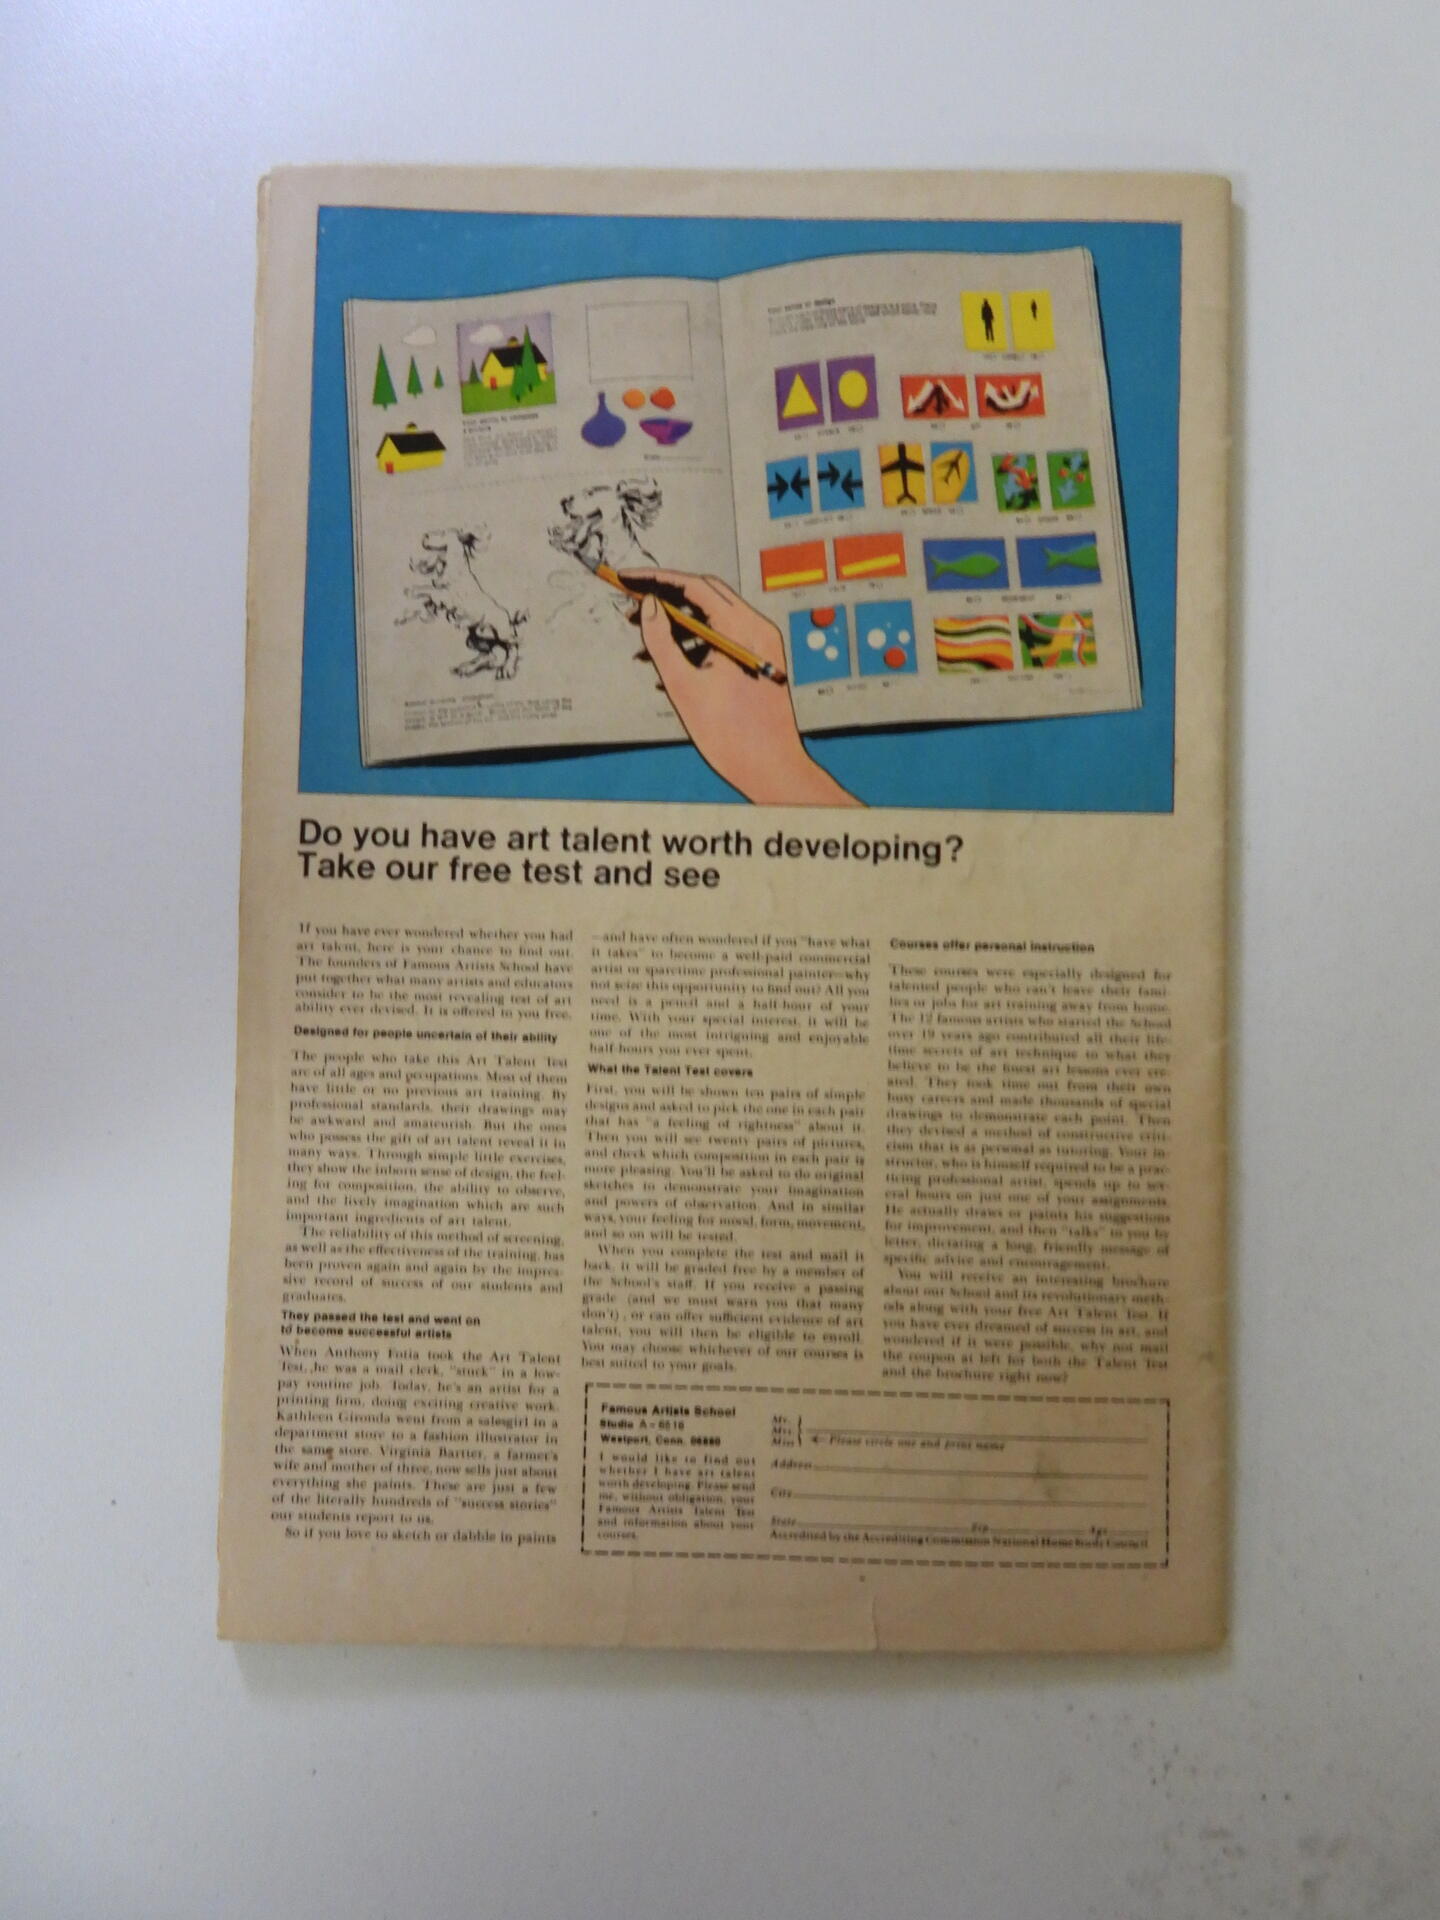 Do you have art talent worth developing?
Take our free test and see
If you have ever wondered whether you had
art talent, here is your chance to find out.
The founders of Famous Artists School have
put together what many artists and educators
consider to be the most revealing test of art
ability ever devised. It is offered to you free.
Designed for people uncertain of their ability
The people who take this Art Talent Test
are of all ages and occupations. Most of them
have little or no previous art training. By
professional standards, their drawings may
be awkward and amateurish. But the ones
who possess the gift of art talent reveal it in
many ways. Through simple little exercises,
they show the inborn sense of design, the feel-
ing for composition, the ability to observe,
and the lively imagination which are such
important ingredients of art talent.
The reliability of this method of screening,
as well as the effectiveness of the training, has
been proven again and again by the impres-
sive record of success of our students and
graduates.
They passed the test and went on
to become successful artists
When Anthony Fotia took the Art Talent
Test, he was a mail clerk, "stuck" in a low-
pay routine job. Today, he's an artist for a
printing firm, doing exciting creative work.
Kathleen Gironda went from a salesgirl in a
department store to a fashion illustrator in
the same store. Virginia Bartter, a farmer's
wife and mother of three, now sells just about
everything she paints. These are just a few
of the literally hundreds of "success stories"
our students report to us.
So if you love to sketch or dabble in paints
—and have often wondered if you "have what
it takes" to become a well-paid commercial
artist or sparetime professional painter—why
not seize this opportunity to find out? All you
need is a pencil and a half-hour of your
time. With your special interest, it will be
one of the most intriguing and enjoyable
half-hours you ever spent.
What the Talent Test covers
First, you will be shown ten pairs of simple
designs and asked to pick the one in each pair
that has "a feeling of rightness" about it.
Then you will see twenty pairs of pictures,
and check which composition in each pair is
more pleasing. You'll be asked to do original
sketches to demonstrate your imagination
and powers of observation. And in similar
ways, your feeling for mood, form, movement,
and so on will be tested.
When you complete the test and mail it
back, it will be graded free by a member of
the School's staff. If you receive a passing
grade (and we must warn you that many
don't), or can offer sufficient evidence of art
talent, you will then be eligible to enroll.
You may choose whichever of our courses is
best suited to your goals.
Courses offer personal instruction
These courses were especially designed for
talented people who can't leave their fami-
lies or jobs for art training away from home.
The 12 famous artists who started the School
over 19 years ago contributed all their life-
time secrets of art technique to what they
believe to be the finest art lessons ever cre-
ated. They took time out from their own
busy careers and made thousands of special
drawings to demonstrate each point. Then
they devised a method of constructive criti-
cism that is as personal as tutoring. Your in-
structor, who is himself required to be a prac-
ticing professional artist, spends up to sev-
eral hours on just one of your assignments.
He actually draws or paints his suggestions
for improvement, and then "talks" to you by
letter, dictating a long, friendly message of
specific advice and encouragement.
You will receive an interesting brochure
about our School and its revolutionary meth-
ods along with your free Art Talent Test. If
you have ever dreamed of success in art, and
wondered if it were possible, why not mail
the coupon at left for both the Talent Test
and the brochure right now?
Famous Artists School
Studio
Westport, Conn. 06880
I would like to find out
whether I have art talent
worth developing. Please send
me, without obligation, your
Famous Artists Talent Test
and information about your
courses.
Mr.
Mrs.
Miss
Please circle one and print name
Address
City
State Zip Age
Accredited by the Accrediting Commission National Home Study Council